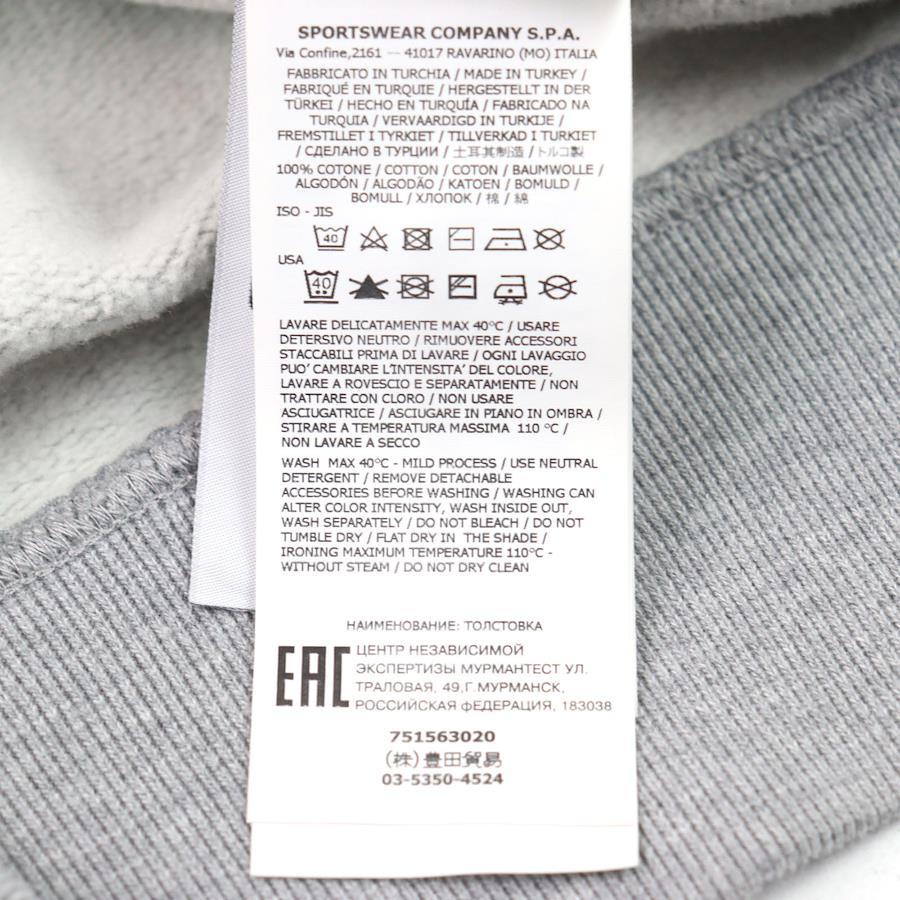 SPORTSWEAR COMPANY S.P.A.
Via Confine,2161 — 41017 RAVARINO (MO) ITALIA
FABBRICATO IN TURCHIA / MADE IN TURKEY /
FABRIQUÉ EN TURQUIE / HERGESTELLT IN DER
TÜRKEI / HECHO EN TURQUÍA / FABRICADO NA
TURQUIA / VERVAARDIGD IN TURKIJE /
FREMSTILLET I TYRKIET / TILLVERKAD I TURKIET
/ СДЕЛАНО В ТУРЦИИ / 土耳其制造 / トルコ製
100% COTONE / COTTON / COTON / BAUMWOLLE /
ALGODÓN / ALGODÃO / KATOEN / BOMULD /
BOMULL / ХЛОПОК / 棉 / 綿
ISO - JIS
40
USA
40
LAVARE DELICATAMENTE MAX 40°C / USARE
DETERSIVO NEUTRO / RIMUOVERE ACCESSORI
STACCABILI PRIMA DI LAVARE / OGNI LAVAGGIO
PUO' CAMBIARE L'INTENSITA' DEL COLORE,
LAVARE A ROVESCIO E SEPARATAMENTE / NON
TRATTARE CON CLORO / NON USARE
ASCIUGATRICE / ASCIUGARE IN PIANO IN OMBRA /
STIRARE A TEMPERATURA MASSIMA 110 °C /
NON LAVARE A SECCO
WASH MAX 40°C - MILD PROCESS / USE NEUTRAL
DETERGENT / REMOVE DETACHABLE
ACCESSORIES BEFORE WASHING / WASHING CAN
ALTER COLOR INTENSITY, WASH INSIDE OUT,
WASH SEPARATELY / DO NOT BLEACH / DO NOT
TUMBLE DRY / FLAT DRY IN THE SHADE /
IRONING MAXIMUM TEMPERATURE 110°C -
WITHOUT STEAM / DO NOT DRY CLEAN
НАИМЕНОВАНИЕ: ТОЛСТОВКА
EAC
ЦЕНТР НЕЗАВИСИМОЙ
ЭКСПЕРТИЗЫ МУРМАНТЕСТ УЛ.
ТРАЛОВАЯ, 49,Г.МУРМАНСК,
РОССИЙСКАЯ ФЕДЕРАЦИЯ, 183038
751563020
(株)豊田貿易
03-5350-4524